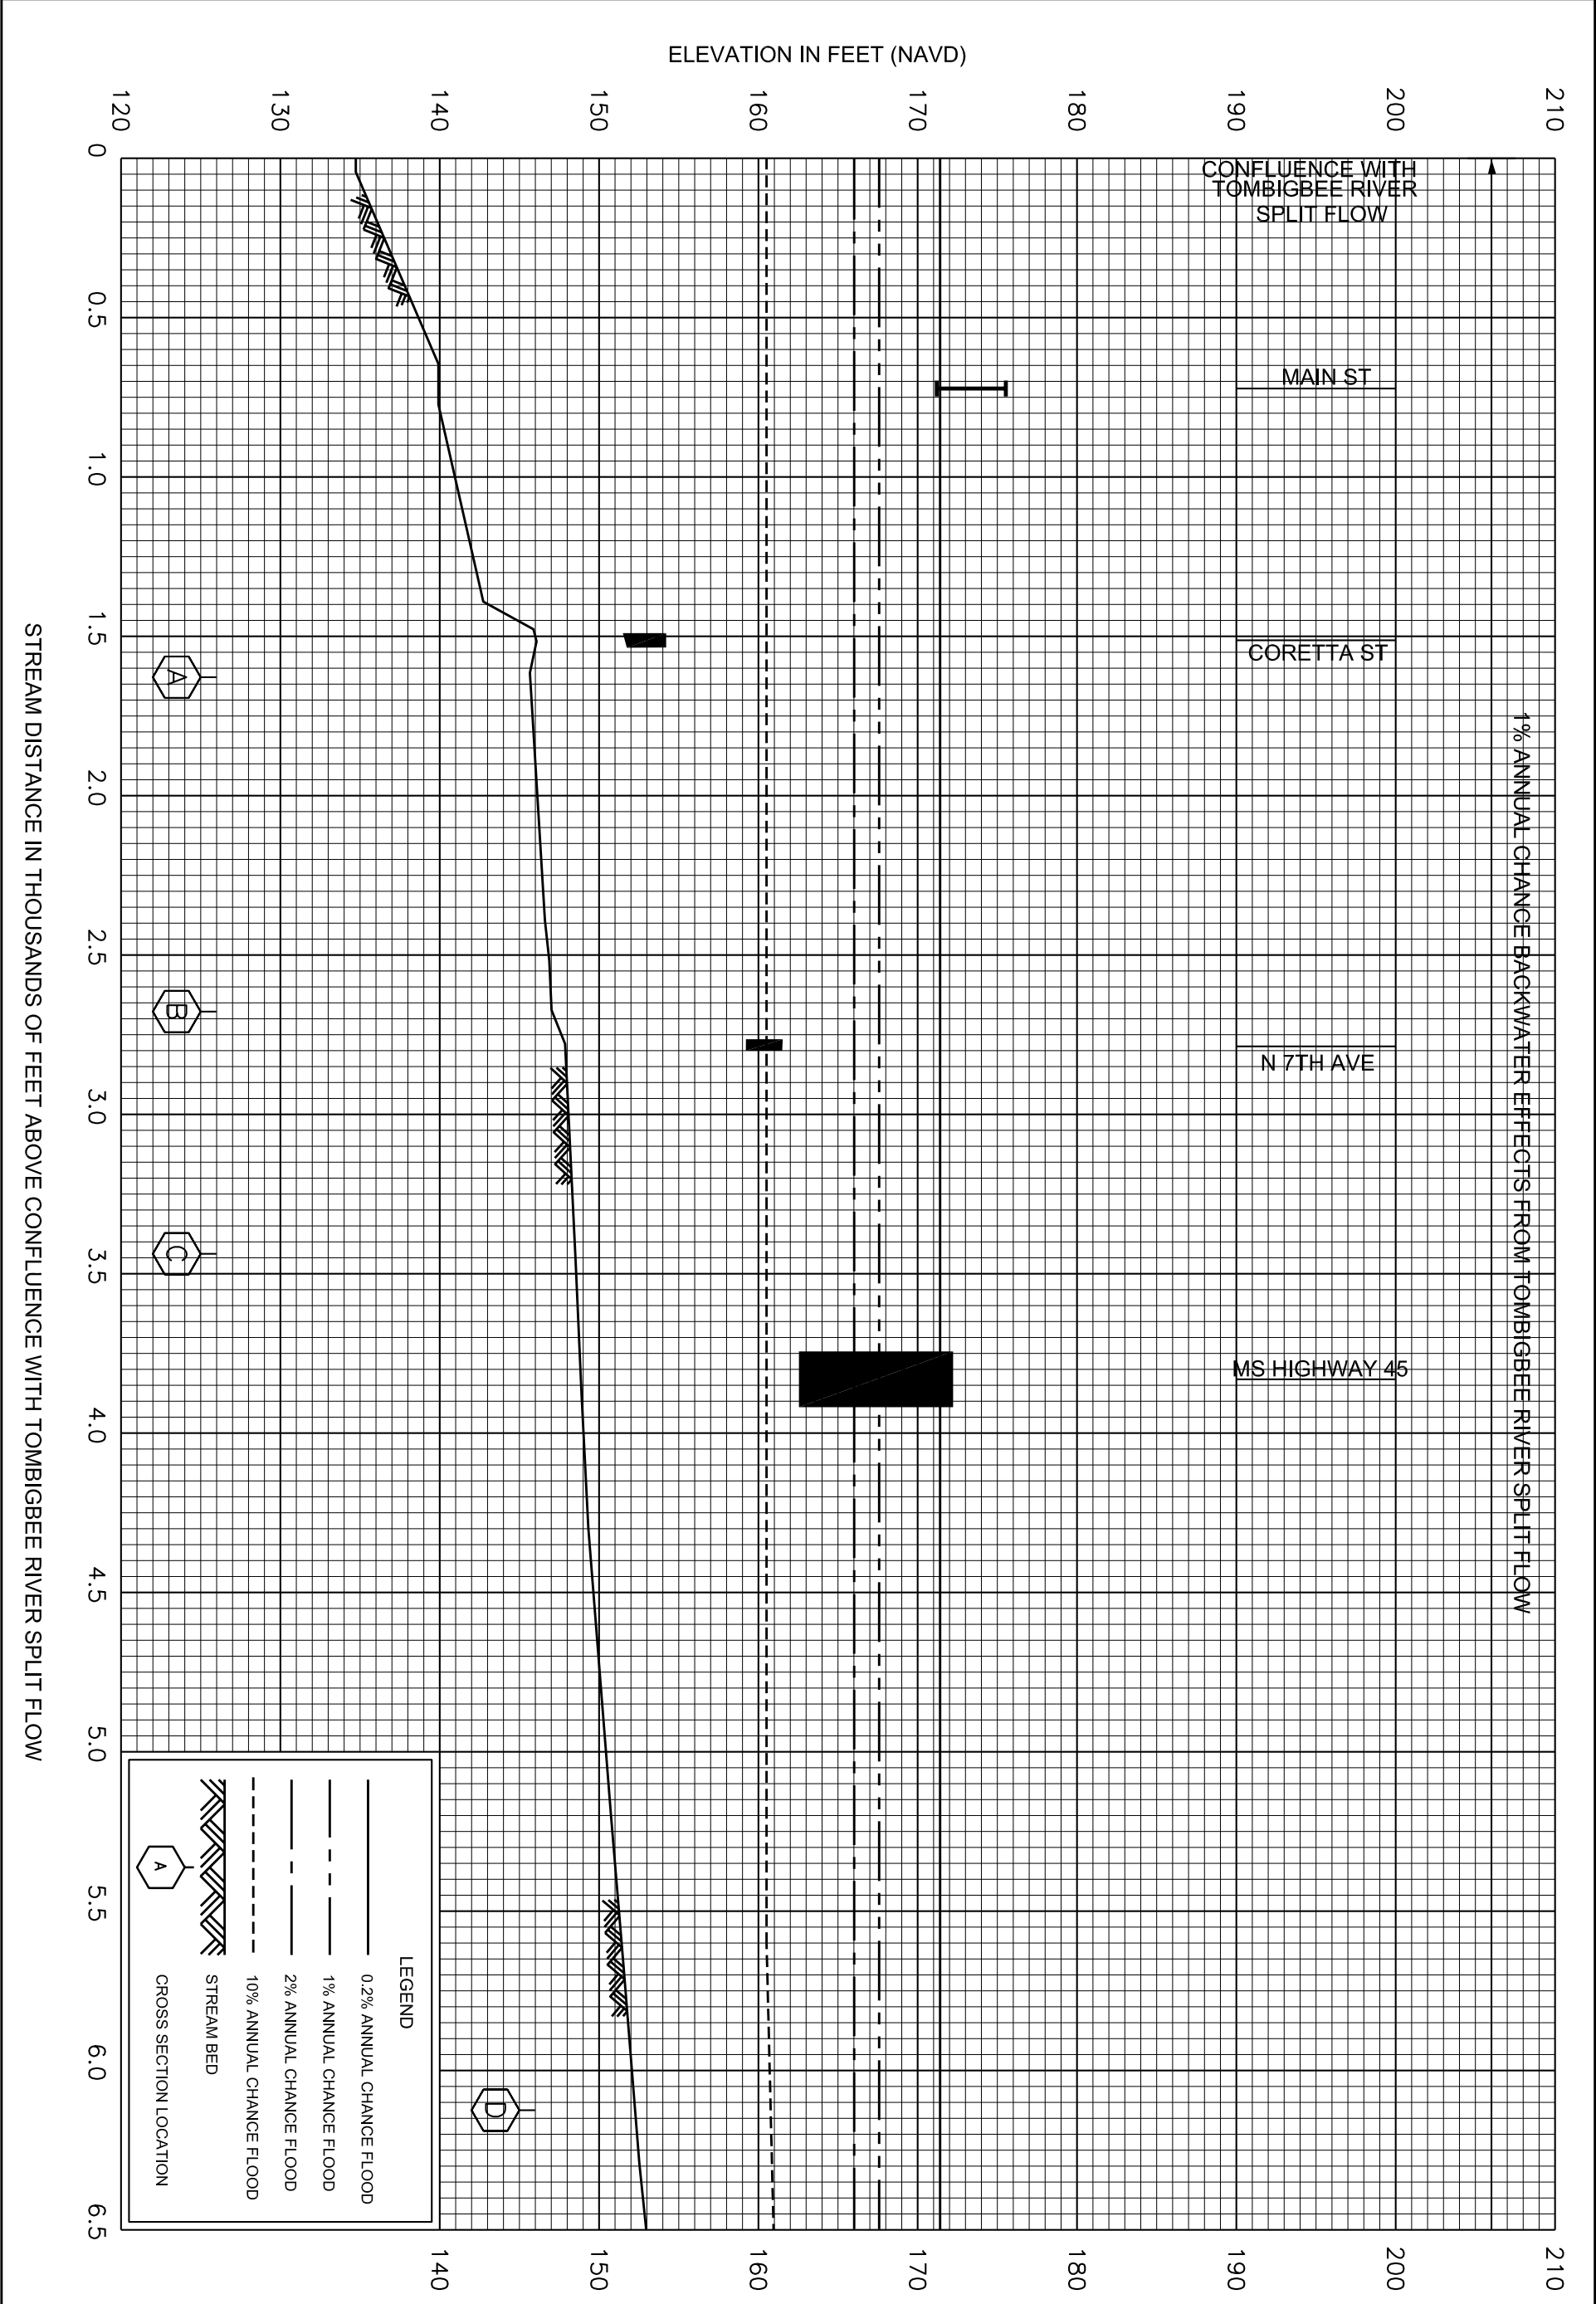 ELEVATION IN FEET (NAVD)
120
130
140
150
160
170
180
190
200
210
CONFLUENCE WITH
TOMBIGBEE RIVER
SPLIT FLOW
MAIN ST
CORETTA ST
N 7TH AVE
MS HIGHWAY 45
1% ANNUAL CHANCE BACKWATER EFFECTS FROM TOMBIGBEE RIVER SPLIT FLOW
0
0.5
1.0
1.5
2.0
2.5
3.0
3.5
4.0
4.5
5.0
5.5
6.0
6.5
A
B
C
D
STREAM DISTANCE IN THOUSANDS OF FEET ABOVE CONFLUENCE WITH TOMBIGBEE RIVER SPLIT FLOW
LEGEND
0.2% ANNUAL CHANCE FLOOD
1% ANNUAL CHANCE FLOOD
2% ANNUAL CHANCE FLOOD
10% ANNUAL CHANCE FLOOD
STREAM BED
A
CROSS SECTION LOCATION
140
150
160
170
180
190
200
210